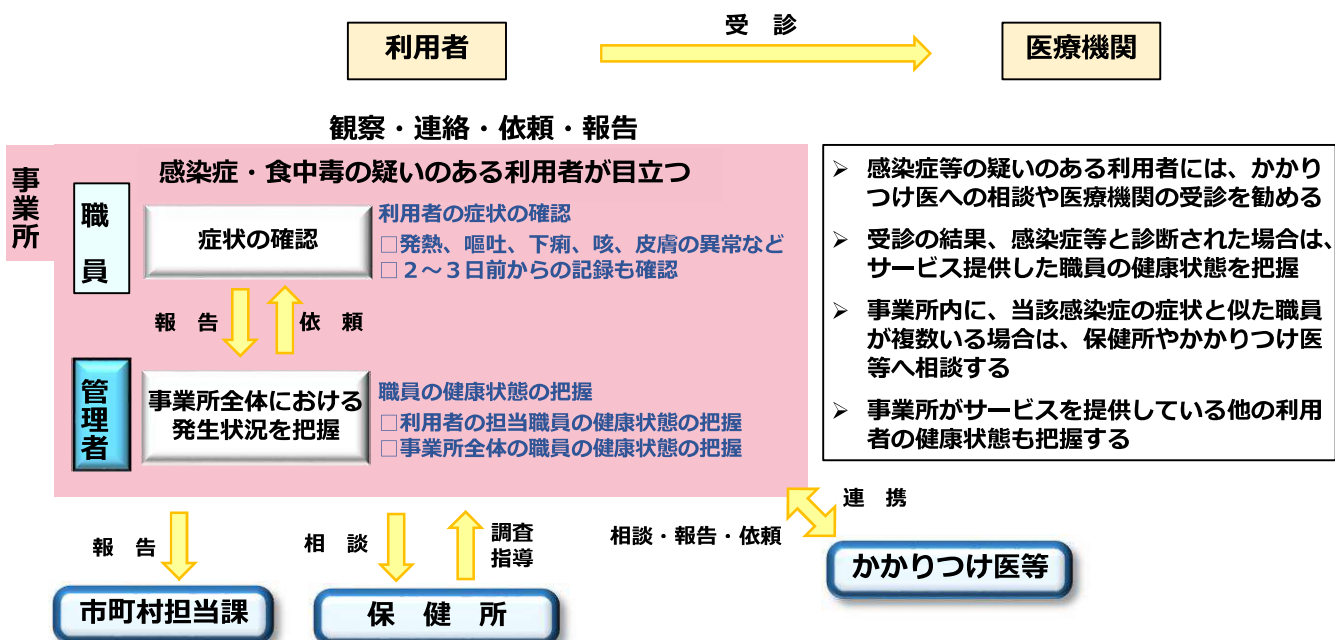 受 診
利用者
医療機関
観察・連絡・依頼・報告
事業所
感染症・食中毒の疑いのある利用者が目立つ
職員
症状の確認
利用者の症状の確認
□発熱、嘔吐、下痢、咳、皮膚の異常など
□２～３日前からの記録も確認
報 告
依 頼
管理者
事業所全体における
発生状況を把握
職員の健康状態の把握
□利用者の担当職員の健康状態の把握
□事業所全体の職員の健康状態の把握
➢ 感染症等の疑いのある利用者には、かかり
つけ医への相談や医療機関の受診を勧める
➢ 受診の結果、感染症等と診断された場合は、
サービス提供した職員の健康状態を把握
➢ 事業所内に、当該感染症の症状と似た職員
が複数いる場合は、保健所やかかりつけ医
等へ相談する
➢ 事業所がサービスを提供している他の利用
者の健康状態も把握する
報 告
相 談
調査
指導
相談・報告・依頼
連 携
市町村担当課
保 健 所
かかりつけ医等